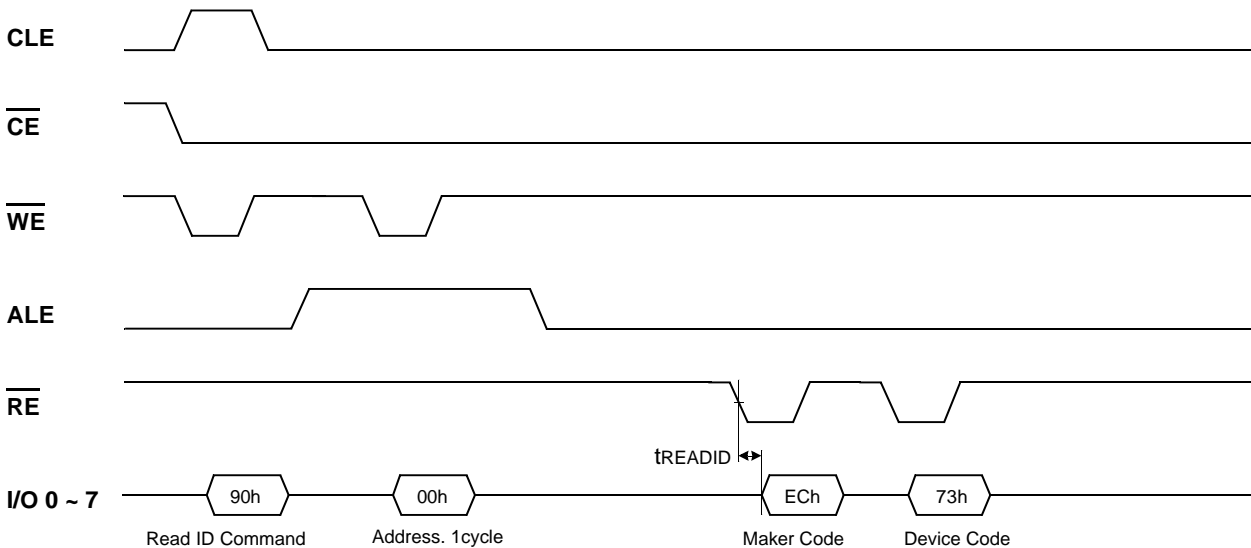 CLE
CE
WE
ALE
RE
tREADID
I/O 0 ~ 7
90h
00h
ECh
73h
Read ID Command
Address. 1cycle
Maker Code
Device Code